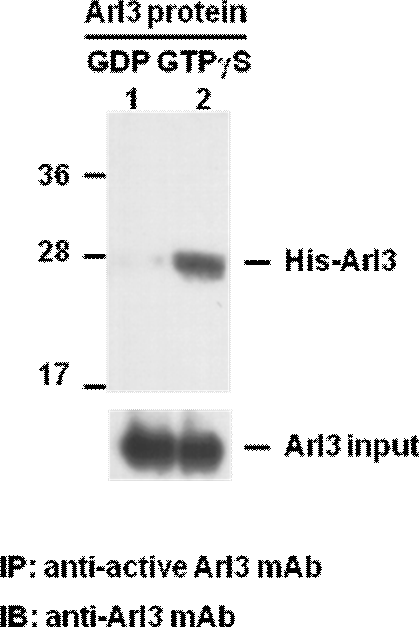 Arl3 protein
GDP GTPγS
1 2
36
28
His-Arl3
17
Arl3 input
IP: anti-active Arl3 mAb
IB: anti-Arl3 mAb